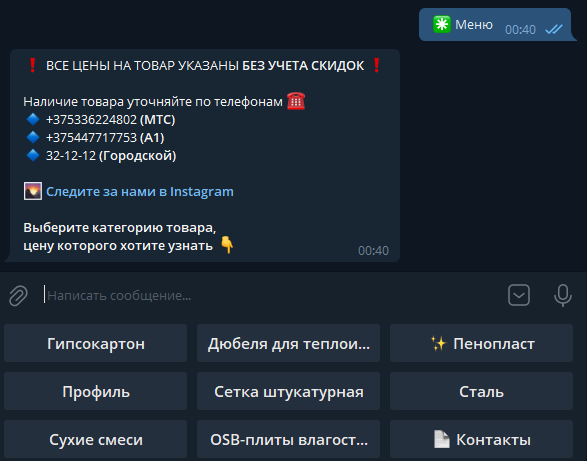 ✳️ Меню 00:40
❗ ВСЕ ЦЕНЫ НА ТОВАР УКАЗАНЫ БЕЗ УЧЕТА СКИДОК ❗
Наличие товара уточняйте по телефонам ☎️
🔹 +375336224802 (МТС)
🔹 +375447717753 (А1)
🔹 32-12-12 (Городской)
🌄 Следите за нами в Instagram
Выберите категорию товара,
цену которого хотите узнать 👇
00:40
Написать сообщение...
Гипсокартон
Дюбеля для теплои...
✨ Пенопласт
Профиль
Сетка штукатурная
Сталь
Сухие смеси
OSB-плиты влагост...
📄 Контакты